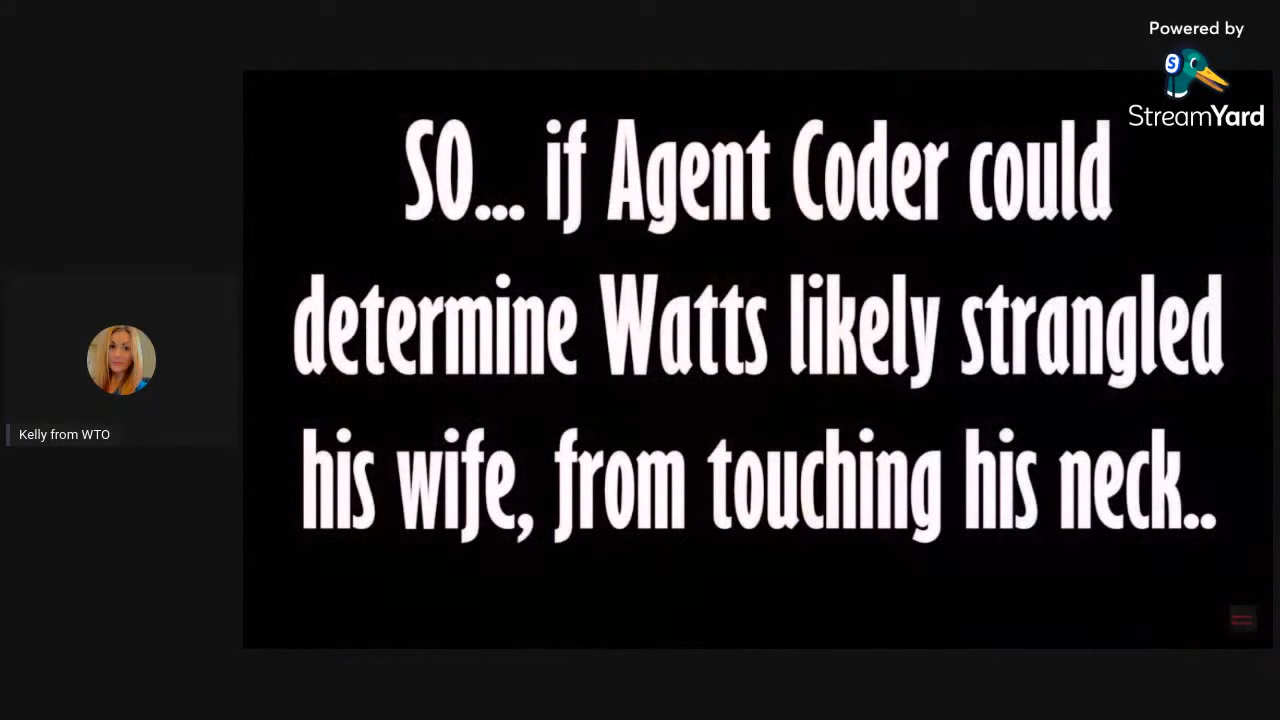 Powered by
StreamYard
SO... if Agent Coder could
determine Watts likely strangled
his wife, from touching his neck..
Kelly from WTO